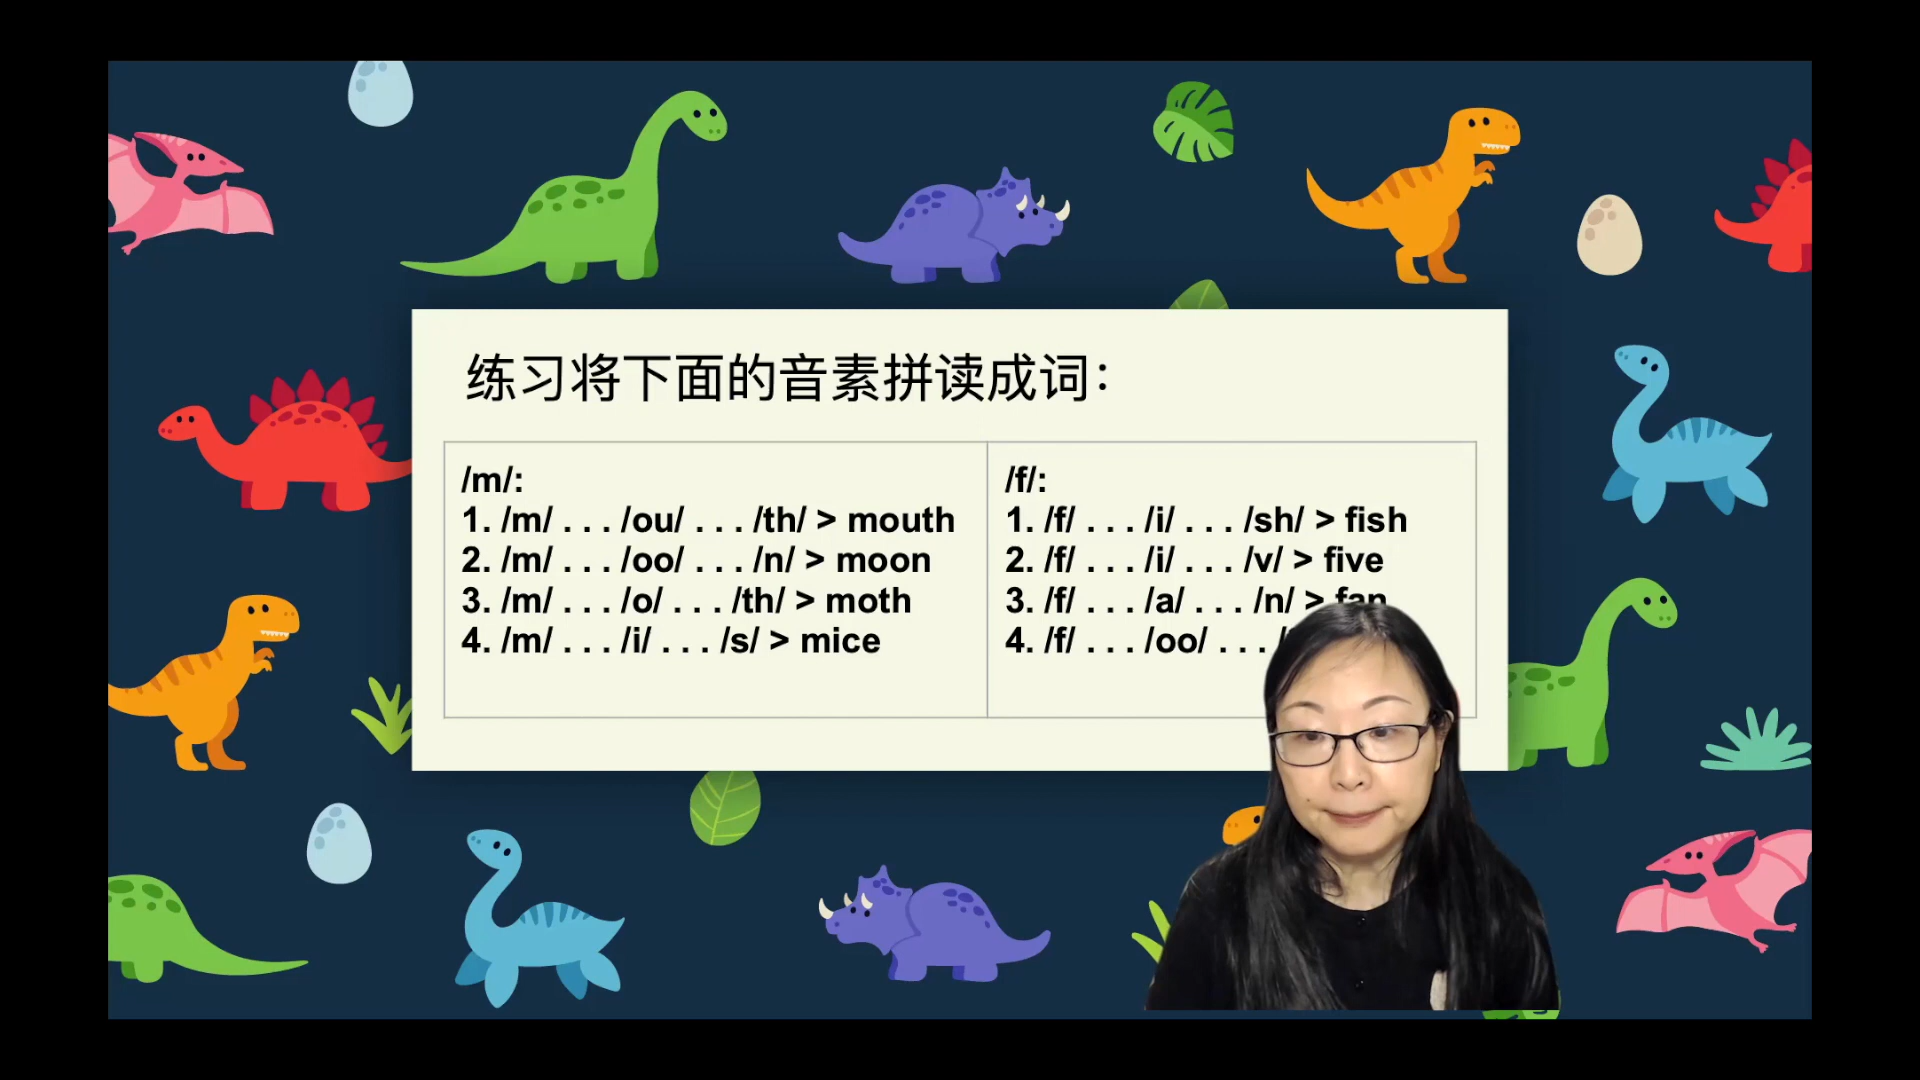 练习将下面的音素拼读成词：
/m/:
1. /m/ . . . /ou/ . . . /th/ > mouth
2. /m/ . . . /oo/ . . . /n/ > moon
3. /m/ . . . /o/ . . . /th/ > moth
4. /m/ . . . /i/ . . . /s/ > mice
/f/:
1. /f/ . . . /i/ . . . /sh/ > fish
2. /f/ . . . /i/ . . . /v/ > five
3. /f/ . . . /a/ . . . /n/ > fan
4. /f/ . . . /oo/ . . .